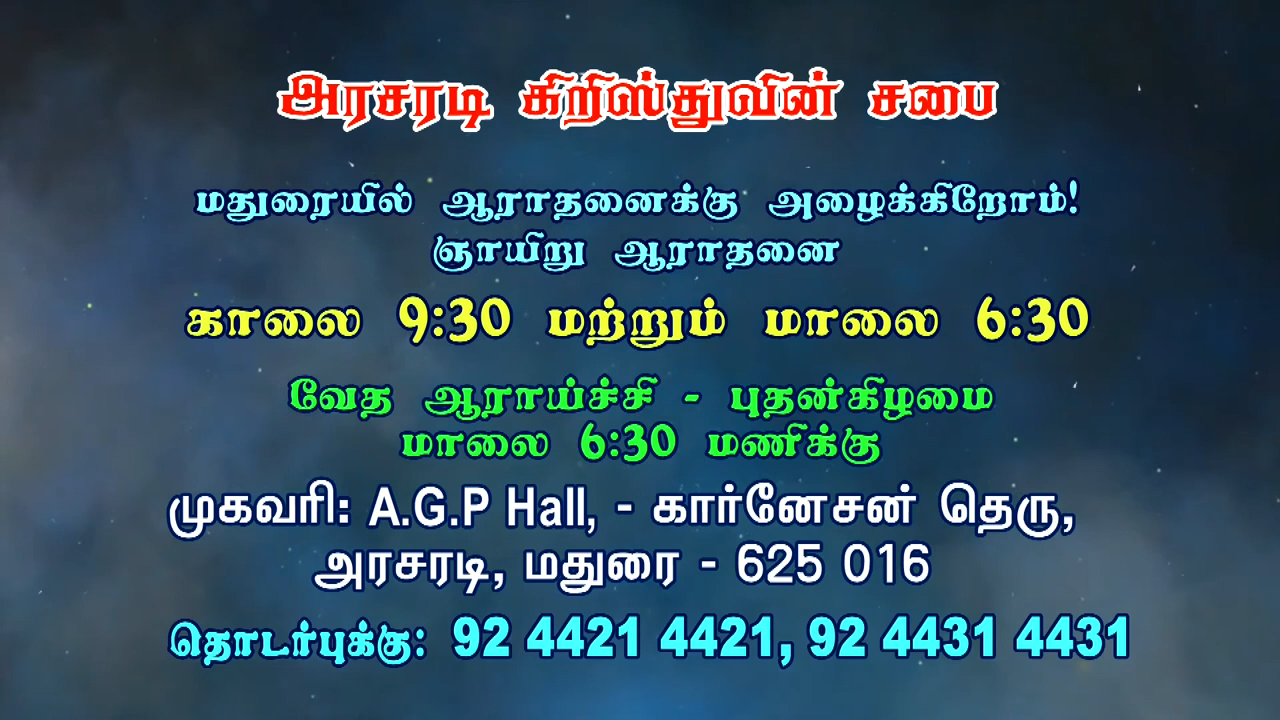 அரசரடி கிறிஸ்துவின் சபை
மதுரையில் ஆராதனைக்கு அழைக்கிறோம்!
ஞாயிறு ஆராதனை
காலை 9:30 மற்றும் மாலை 6:30
வேத ஆராய்ச்சி - புதன்கிழமை
மாலை 6:30 மணிக்கு
முகவரி: A.G.P Hall, - கார்னேசன் தெரு,
அரசரடி, மதுரை - 625 016
தொடர்புக்கு: 92 4421 4421, 92 4431 4431